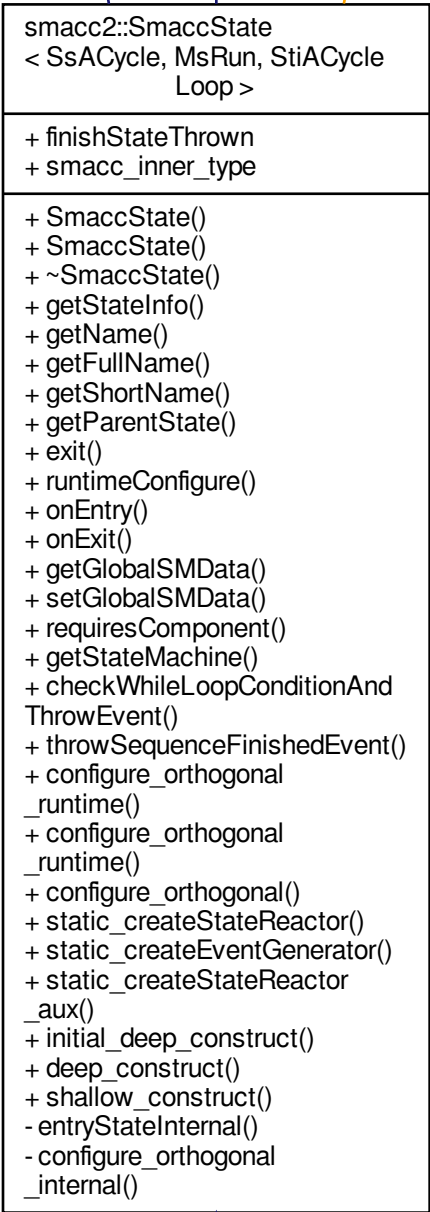 smacc2::SmaccState
< SsACycle, MsRun, StiACycle
Loop >
+ finishStateThrown
+ smacc_inner_type
+ SmaccState()
+ SmaccState()
+ ~SmaccState()
+ getStateInfo()
+ getName()
+ getFullName()
+ getShortName()
+ getParentState()
+ exit()
+ runtimeConfigure()
+ onEntry()
+ onExit()
+ getGlobalSMData()
+ setGlobalSMData()
+ requiresComponent()
+ getStateMachine()
+ checkWhileLoopConditionAnd
ThrowEvent()
+ throwSequenceFinishedEvent()
+ configure_orthogonal
_runtime()
+ configure_orthogonal
_runtime()
+ configure_orthogonal()
+ static_createStateReactor()
+ static_createEventGenerator()
+ static_createStateReactor
_aux()
+ initial_deep_construct()
+ deep_construct()
+ shallow_construct()
- entryStateInternal()
- configure_orthogonal
_internal()